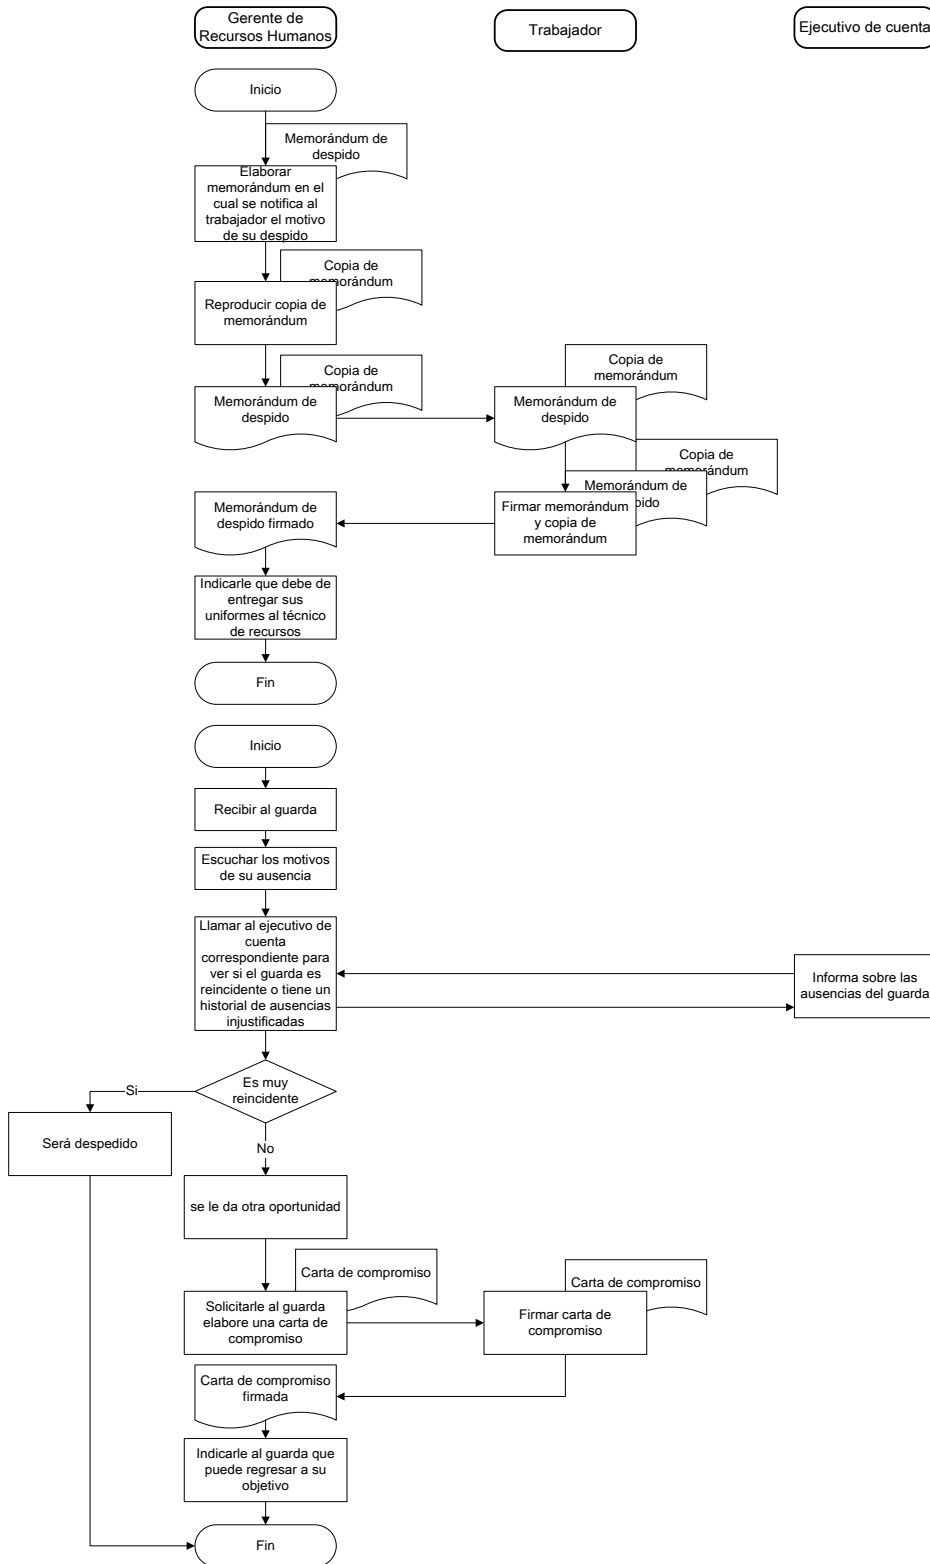 Gerente de
Recursos Humanos
Trabajador
Ejecutivo de cuenta
Inicio
Memorándum de
despido
Elaborar
memorándum en el
cual se notifica al
trabajador el motivo
de su despido
Copia de
memorándum
Reproducir copia de
memorándum
Copia de
memorándum
Memorándum de
despido
Copia de
memorándum
Memorándum de
despido
Copia de
memorándum
Memorándum de
Firmar memorándum
y copia de
memorándum
Memorándum de
despido firmado
Indicarle que debe de
entregar sus
uniformes al técnico
de recursos
Fin
Inicio
Recibir al guarda
Escuchar los motivos
de su ausencia
Llamar al ejecutivo de
cuenta
correspondiente para
ver si el guarda es
reincidente o tiene un
historial de ausencias
injustificadas
Informa sobre las
ausencias del guarda
Es muy
reincidente
Si
Será despedido
No
se le da otra oportunidad
Carta de compromiso
Solicitarle al guarda
elabore una carta de
compromiso
Carta de compromiso
Firmar carta de
compromiso
Carta de compromiso
firmada
Indicarle al guarda que
puede regresar a su
objetivo
Fin